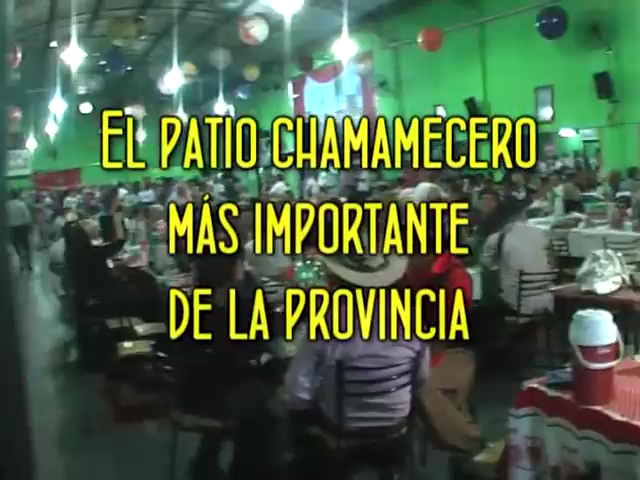 El patio chamamecero
más importante
de la provincia